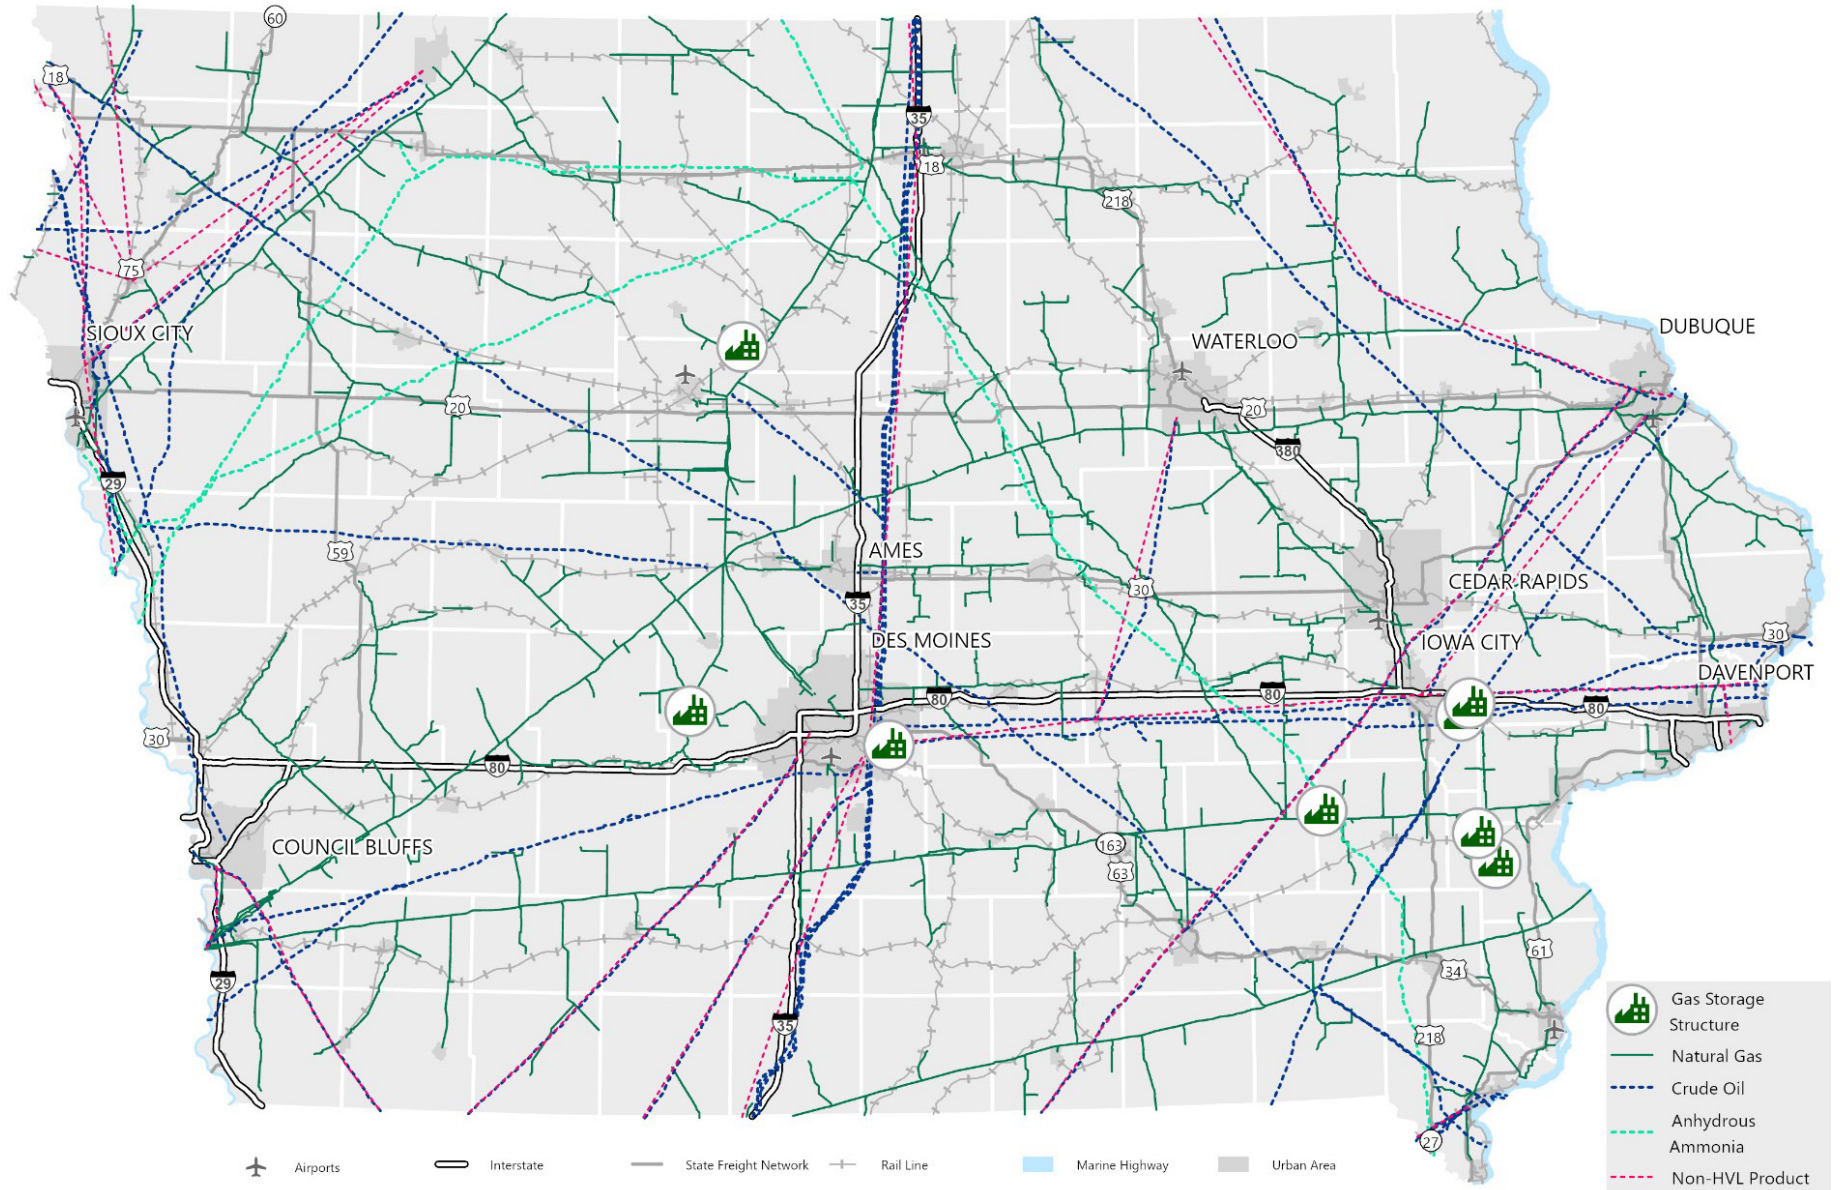 60
18
35
18
218
75
SIOUX CITY
DUBUQUE
WATERLOO
20
20
380
29
59
AMES
30
CEDAR RAPIDS
35
DES MOINES
IOWA CITY
30
DAVENPORT
80
80
80
30
80
COUNCIL BLUFFS
163
63
61
34
29
35
218
27
Gas Storage
Structure
Natural Gas
Crude Oil
Anhydrous
Ammonia
Non-HVL Product
Airports
Interstate
State Freight Network
Rail Line
Marine Highway
Urban Area